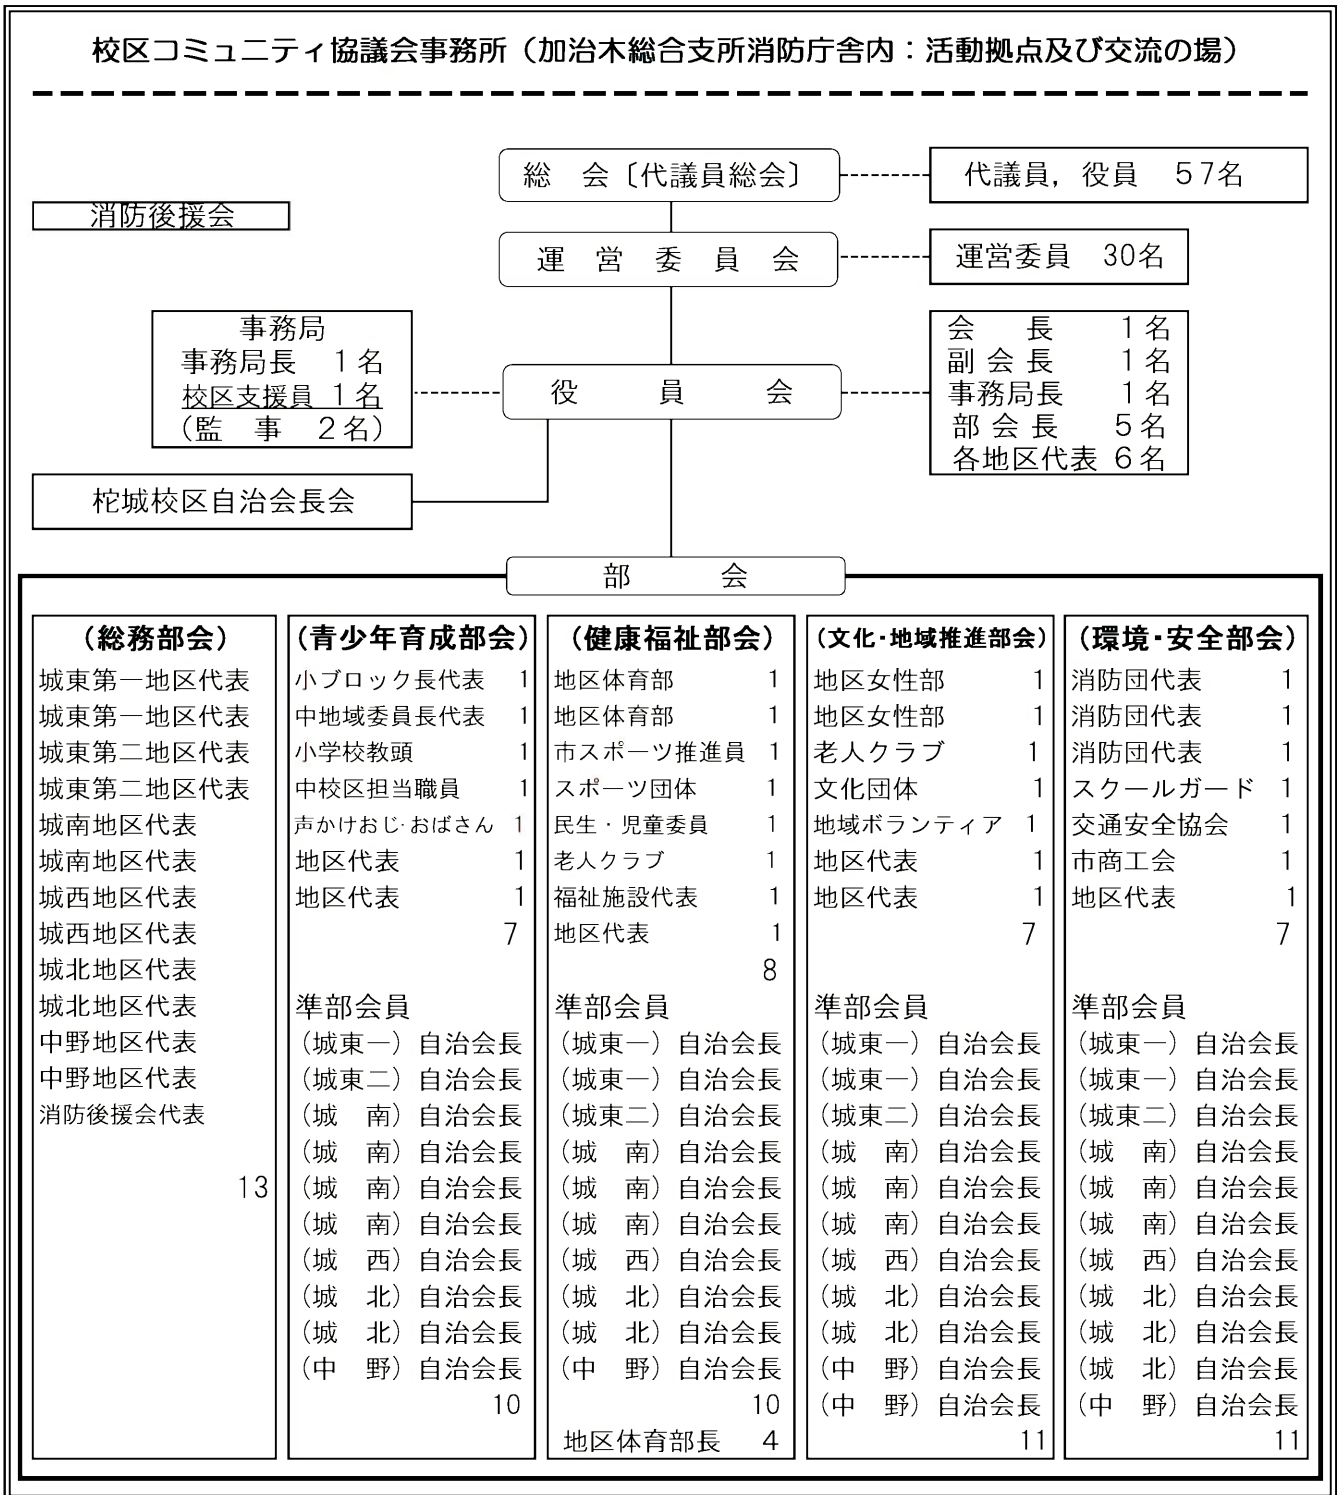 校区コミュニティ協議会事務所（加治木総合支所消防庁舎内：活動拠点及び交流の場）
総　会〔代議員総会〕
代議員，役員　５７名
消防後援会
運　営　委　員　会
運営委員　30名
事務局
事務局長　１名
校区支援員　１名
（監　事　２名）
役　　員　　会
会　　長　　１名
副 会 長　　１名
事務局長　　１名
部 会 長　　５名
各地区代表　６名
柁城校区自治会長会
部　　会
（総務部会）
城東第一地区代表
城東第一地区代表
城東第二地区代表
城東第二地区代表
城南地区代表
城南地区代表
城西地区代表
城西地区代表
城北地区代表
城北地区代表
中野地区代表
中野地区代表
消防後援会代表
13
（青少年育成部会）
小ブロック長代表　1
中地域委員長代表　1
小学校教頭　1
中校区担当職員　1
声かけおじ･おばさん　1
地区代表　1
地区代表　1
7
準部会員
（城東一）自治会長
（城東二）自治会長
（城　南）自治会長
（城　南）自治会長
（城　南）自治会長
（城　南）自治会長
（城　西）自治会長
（城　北）自治会長
（城　北）自治会長
（中　野）自治会長
10
（健康福祉部会）
地区体育部　1
地区体育部　1
市スポーツ推進員　1
スポーツ団体　1
民生・児童委員　1
老人クラブ　1
福祉施設代表　1
地区代表　1
8
準部会員
（城東一）自治会長
（城東一）自治会長
（城東二）自治会長
（城　南）自治会長
（城　南）自治会長
（城　南）自治会長
（城　西）自治会長
（城　北）自治会長
（城　北）自治会長
（中　野）自治会長
10
地区体育部長　4
（文化･地域推進部会）
地区女性部　1
地区女性部　1
老人クラブ　1
文化団体　1
地域ボランティア　1
地区代表　1
地区代表　1
7
準部会員
（城東一）自治会長
（城東一）自治会長
（城東二）自治会長
（城　南）自治会長
（城　南）自治会長
（城　南）自治会長
（城　西）自治会長
（城　北）自治会長
（城　北）自治会長
（中　野）自治会長
（中　野）自治会長
11
（環境･安全部会）
消防団代表　1
消防団代表　1
消防団代表　1
スクールガード　1
交通安全協会　1
市商工会　1
地区代表　1
7
準部会員
（城東一）自治会長
（城東一）自治会長
（城東二）自治会長
（城　南）自治会長
（城　南）自治会長
（城　南）自治会長
（城　西）自治会長
（城　北）自治会長
（城　北）自治会長
（城　北）自治会長
（中　野）自治会長
11